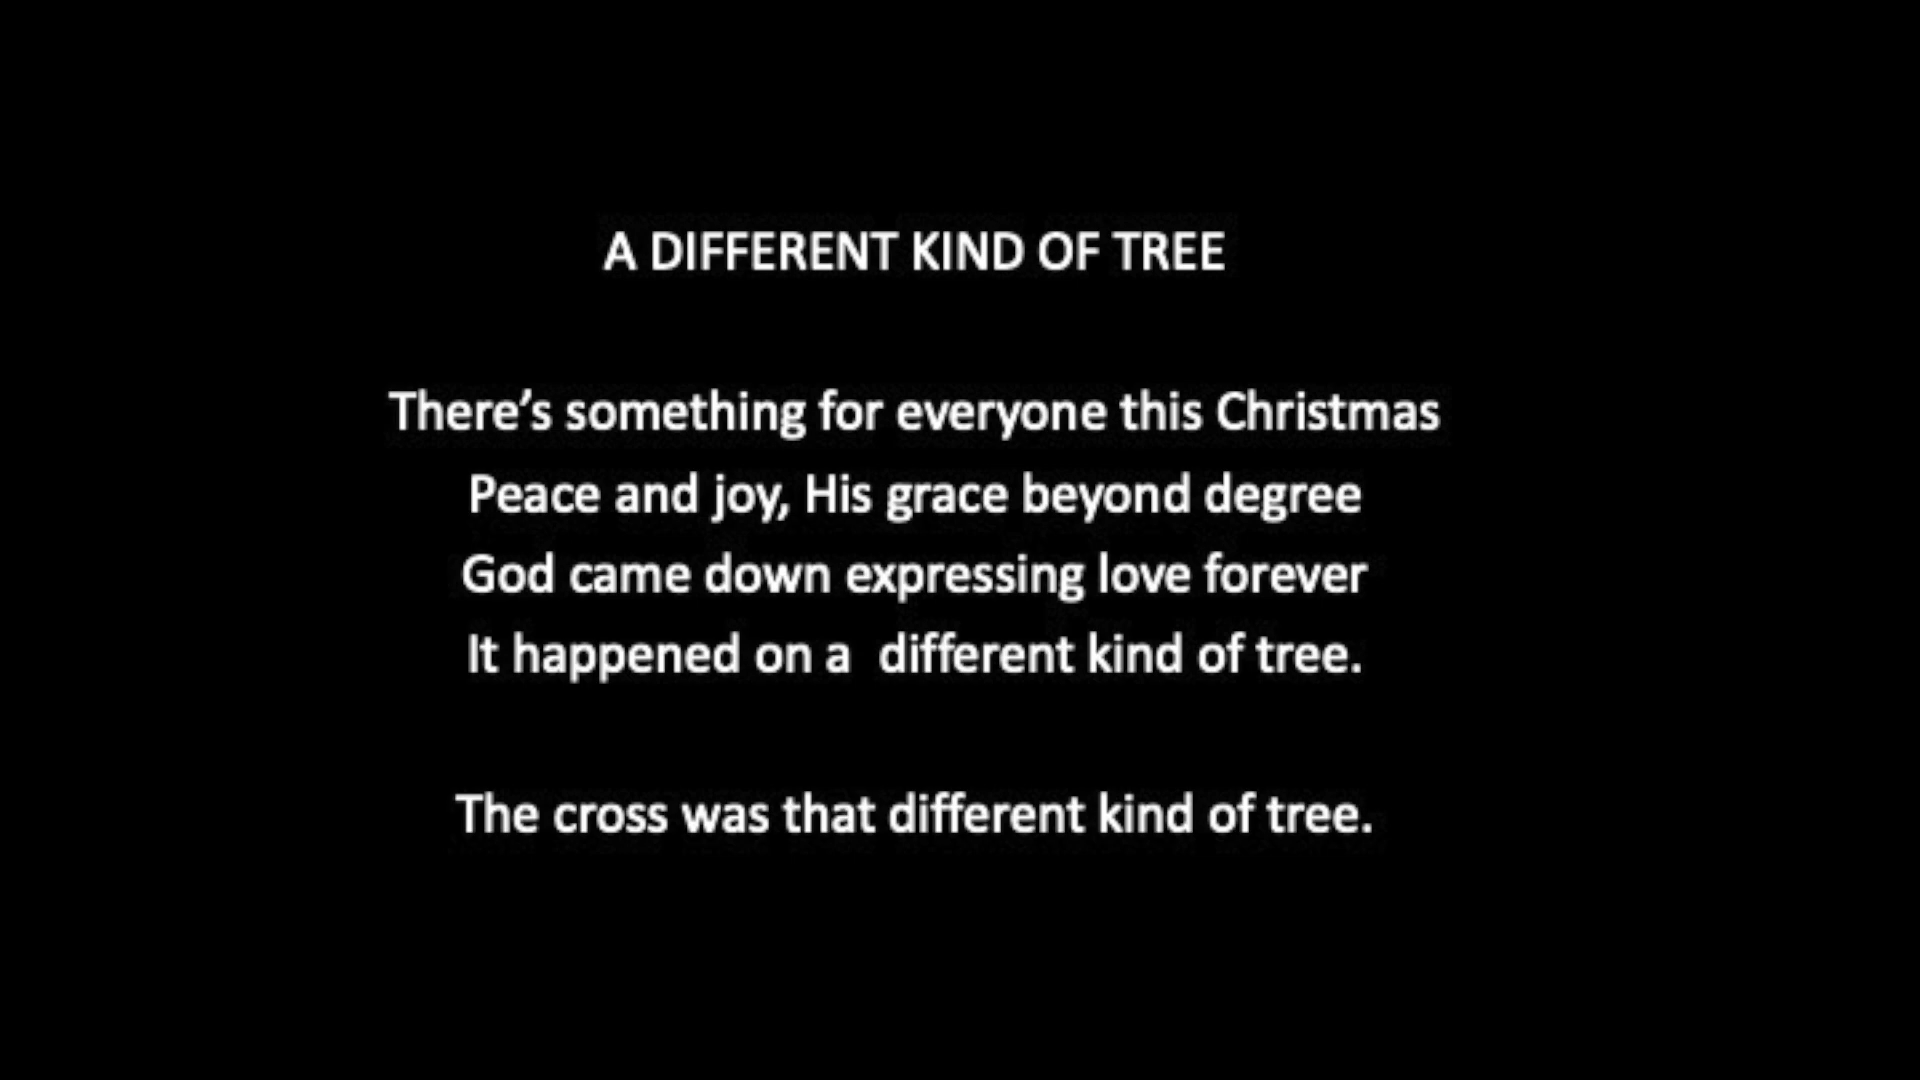 A DIFFERENT KIND OF TREE
There’s something for everyone this Christmas
Peace and joy, His grace beyond degree
God came down expressing love forever
It happened on a  different kind of tree.
The cross was that different kind of tree.